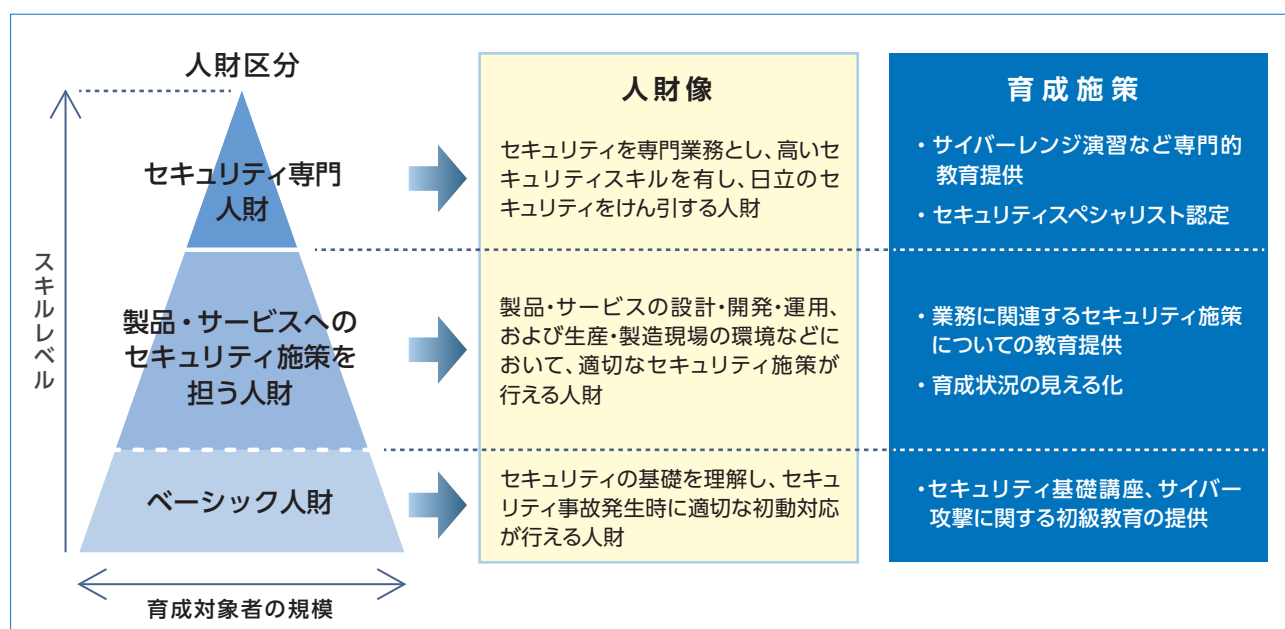 人財区分
スキルレベル
セキュリティ専門
人財
製品・サービスへの
セキュリティ施策を
担う人財
ベーシック人財
育成対象者の規模
人財像
セキュリティを専門業務とし、高いセ
キュリティスキルを有し、日立のセ
キュリティをけん引する人財
製品・サービスの設計・開発・運用、
および生産・製造現場の環境などに
おいて、適切なセキュリティ施策が
行える人財
セキュリティの基礎を理解し、セキュ
リティ事故発生時に適切な初動対応
が行える人財
育成施策
・サイバーレンジ演習など専門的
教育提供
・セキュリティスペシャリスト認定
・業務に関連するセキュリティ施策
についての教育提供
・育成状況の見える化
・セキュリティ基礎講座、サイバー
攻撃に関する初級教育の提供